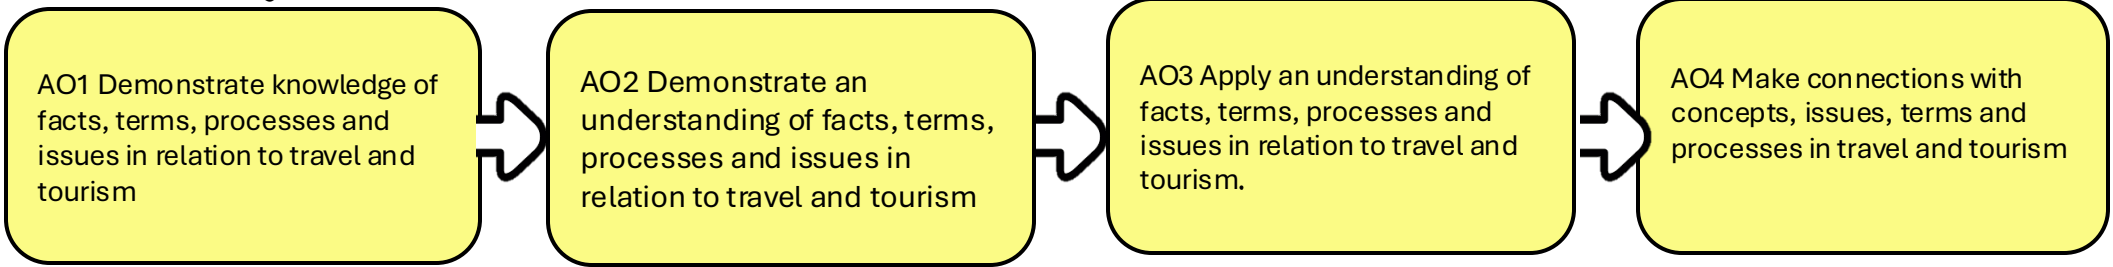 AO1 Demonstrate knowledge of
facts, terms, processes and
issues in relation to travel and
tourism
AO2 Demonstrate an
understanding of facts, terms,
processes and issues in
relation to travel and tourism
AO3 Apply an understanding of
facts, terms, processes and
issues in relation to travel and
tourism.
AO4 Make connections with
concepts, issues, terms and
processes in travel and tourism